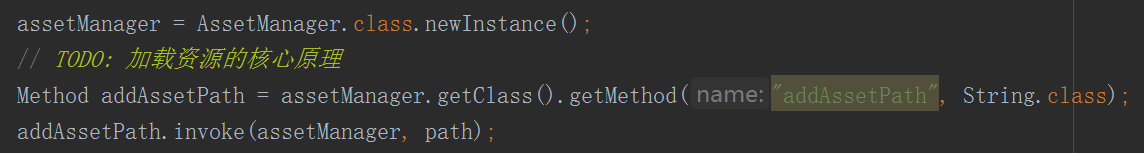 assetManager = AssetManager.class.newInstance();
// TODO: 加载资源的核心原理
Method addAssetPath = assetManager.getClass().getMethod( name: "addAssetPath", String.class);
addAssetPath.invoke(assetManager, path);